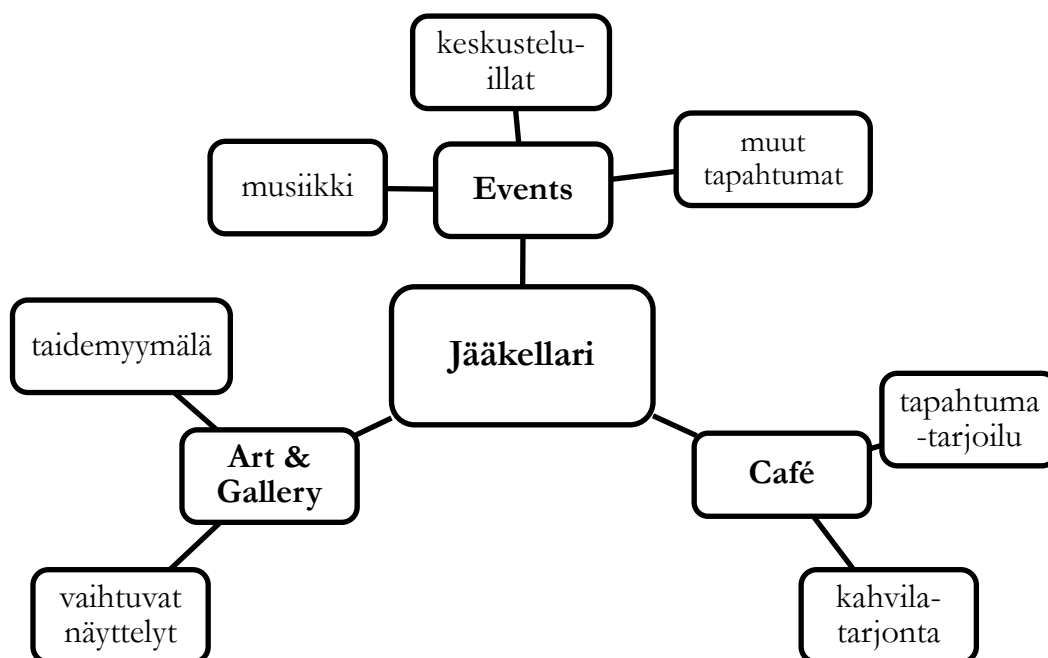 keskustelu-
illat
muut
tapahtumat
musiikki
Events
Jääkellari
taidemyymälä
tapahtuma
-tarjoilu
Art &
Gallery
Café
vaihtuvat
näyttelyt
kahvila-
tarjonta